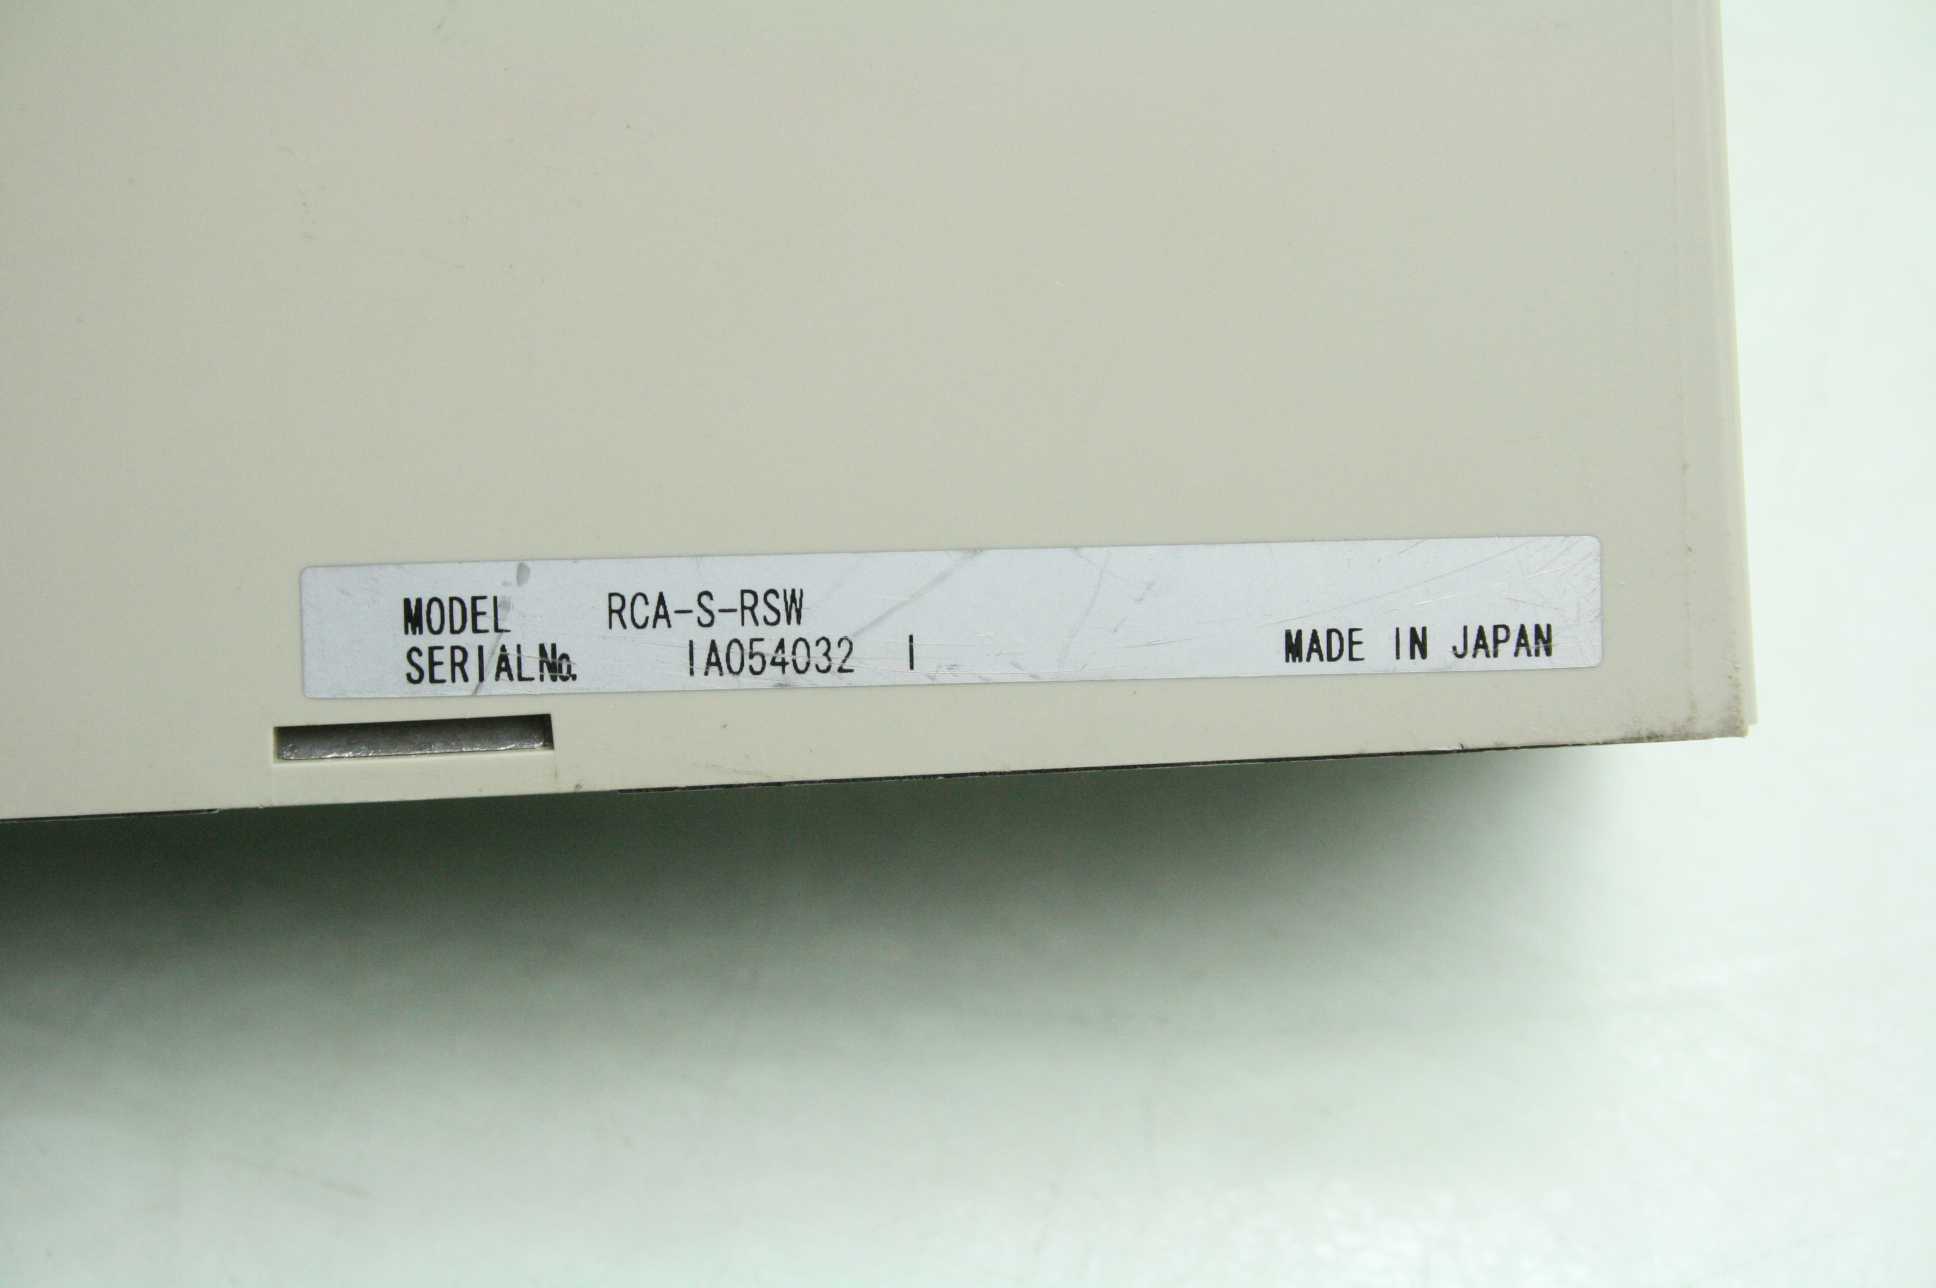 MODEL RCA-S-RSW
SERIALNo. IA054032 I
MADE IN JAPAN